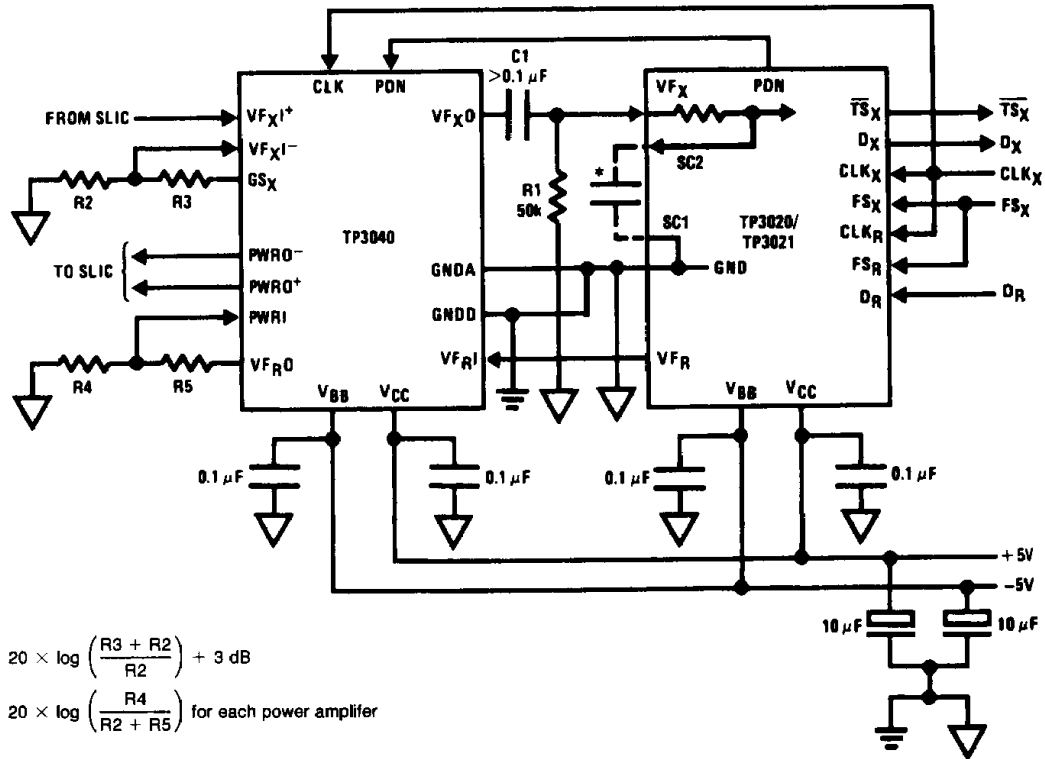 C1
>0.1 μF
CLK PDN
VFX PDN
FROM SLIC
VFXI+
VFXO
TSX TSX
VFXI−
DX DX
GSX
SC2
CLKX CLKX
R2 R3
*
R1
50k
FSX FSX
TP3040
SC1
TP3020/
TP3021
CLKR
TO SLIC
PWRO−
GNDA
GND
FSR
PWRO+
GNDD
DR DR
PWRI
VFRO
VFRI
VFR
R4 R5
VBB VCC
VBB VCC
0.1 μF 0.1 μF 0.1 μF 0.1 μF
+5V
−5V
10 μF 10 μF
20 × log (R3 + R2 / R2) + 3 dB
20 × log (R4 / R2 + R5) for each power amplifer